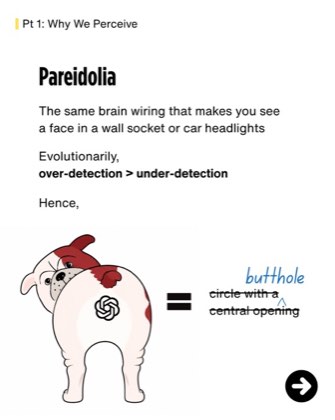 Pt 1: Why We Perceive
Pareidolia
The same brain wiring that makes you see
a face in a wall socket or car headlights
Evolutionarily,
over-detection > under-detection
Hence,
=
butthole
circle with a
central opening